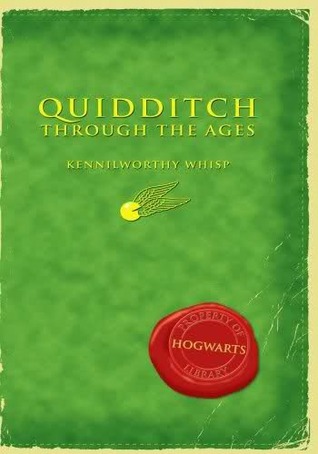 QUIDDITCH
THROUGH THE AGES
KENNILWORTHY WHISP
PROPERTY OF
HOGWARTS
LIBRARY